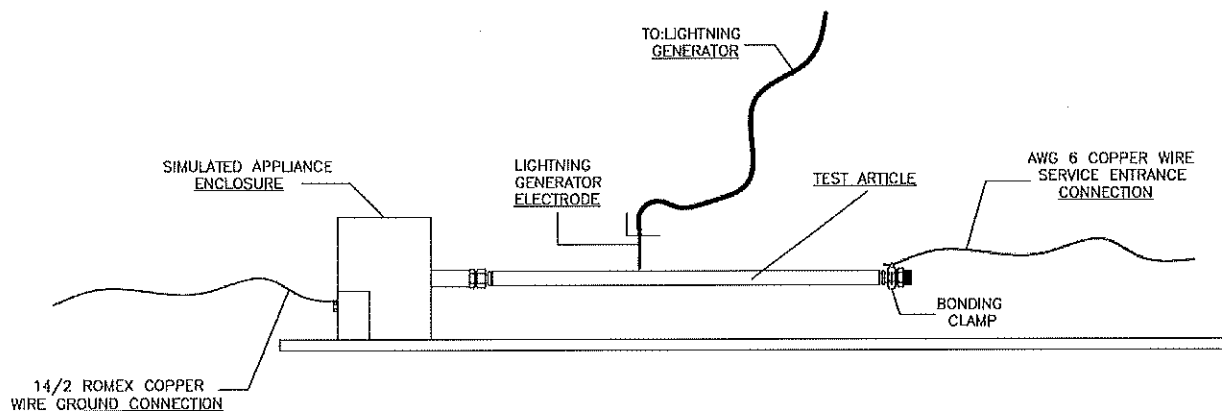 TO:LIGHTNING
GENERATOR
SIMULATED APPLIANCE
ENCLOSURE
LIGHTNING
GENERATOR
ELECTRODE
TEST ARTICLE
AWG 6 COPPER WIRE
SERVICE ENTRANCE
CONNECTION
BONDING
CLAMP
14/2 ROMEX COPPER
WIRE GROUND CONNECTION